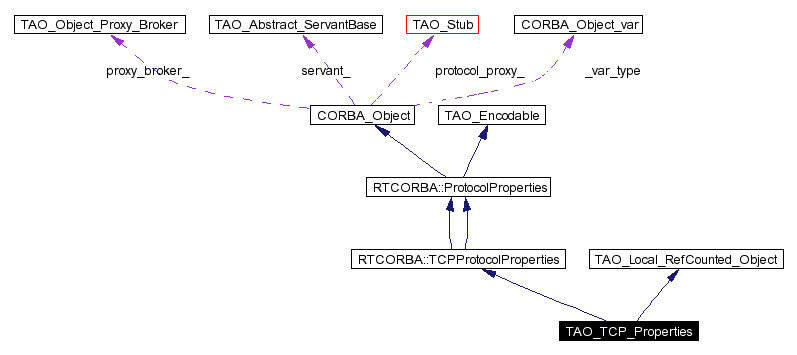 TAO_Object_Proxy_Broker
TAO_Abstract_ServantBase
TAO_Stub
CORBA_Object_var
proxy_broker_
servant_
protocol_proxy_
_var_type
CORBA_Object
TAO_Encodable
RTCORBA::ProtocolProperties
RTCORBA::TCPProtocolProperties
TAO_Local_RefCounted_Object
TAO_TCP_Properties